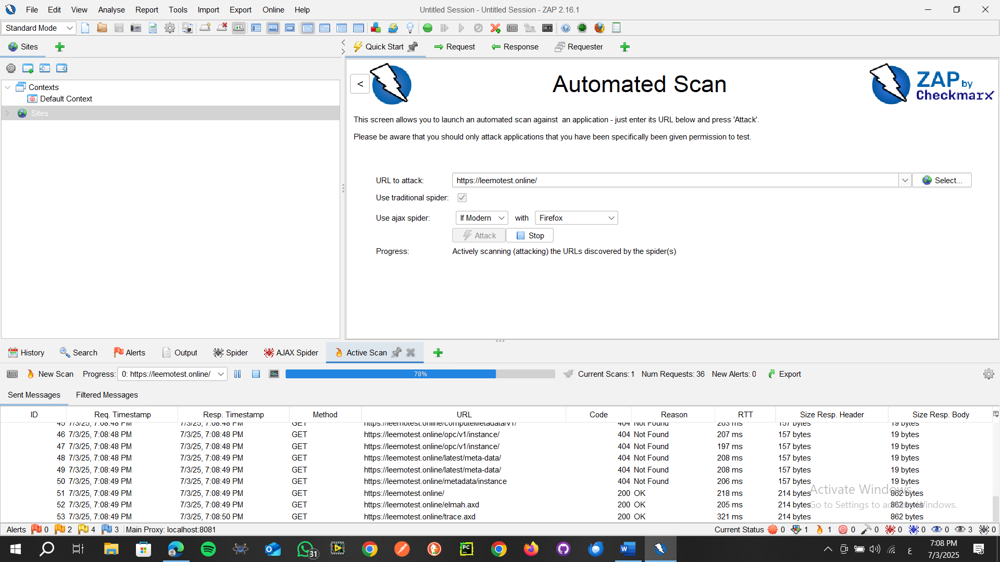 File Edit View Analyse Report Tools Import Export Online Help
Untitled Session - Untitled Session - ZAP 2.16.1
Standard Mode
Sites
Quick Start Request Response Requester
Contexts
Default Context
Sites
<
Automated Scan
ZAP by
Checkmarx
This screen allows you to launch an automated scan against an application - just enter its URL below and press 'Attack'.
Please be aware that you should only attack applications that you have been specifically been given permission to test.
URL to attack: https://leemotest.online/ Select...
Use traditional spider:
Use ajax spider: If Modern with Firefox
Attack Stop
Progress: Actively scanning (attacking) the URLs discovered by the spider(s)
History Search Alerts Output Spider AJAX Spider Active Scan
New Scan Progress: 0: https://leemotest.online/ 78% Current Scans: 1 Num Requests: 36 New Alerts: 0 Export
Sent Messages Filtered Messages
ID Req. Timestamp Resp. Timestamp Method URL Code Reason RTT Size Resp. Header Size Resp. Body
45 7/3/25, 7:08:48 PM 7/3/25, 7:08:48 PM GET https://leemotest.online/computeMetadata/v1/ 404 Not Found 203 ms 157 bytes 19 bytes
46 7/3/25, 7:08:48 PM 7/3/25, 7:08:48 PM GET https://leemotest.online/opc/v1/instance/ 404 Not Found 207 ms 157 bytes 19 bytes
47 7/3/25, 7:08:48 PM 7/3/25, 7:08:48 PM GET https://leemotest.online/opc/v1/instance/ 404 Not Found 197 ms 157 bytes 19 bytes
48 7/3/25, 7:08:48 PM 7/3/25, 7:08:49 PM GET https://leemotest.online/latest/meta-data/ 404 Not Found 208 ms 157 bytes 19 bytes
49 7/3/25, 7:08:49 PM 7/3/25, 7:08:49 PM GET https://leemotest.online/latest/meta-data/ 404 Not Found 208 ms 157 bytes 19 bytes
50 7/3/25, 7:08:49 PM 7/3/25, 7:08:49 PM GET https://leemotest.online/metadata/instance 404 Not Found 206 ms 157 bytes 19 bytes
51 7/3/25, 7:08:49 PM 7/3/25, 7:08:49 PM GET https://leemotest.online/ 200 OK 218 ms 214 bytes 862 bytes
52 7/3/25, 7:08:49 PM 7/3/25, 7:08:49 PM GET https://leemotest.online/elmah.axd 200 OK 205 ms 214 bytes 862 bytes
53 7/3/25, 7:08:49 PM 7/3/25, 7:08:50 PM GET https://leemotest.online/trace.axd 200 OK 321 ms 214 bytes 862 bytes
Activate Windows
Go to Settings to activate Windows.
Alerts 0 2 4 3 Main Proxy: localhost:8081
Current Status 0 1 1 0 0 0 0 0 3 0
31
PC
ع
7:08 PM
7/3/2025